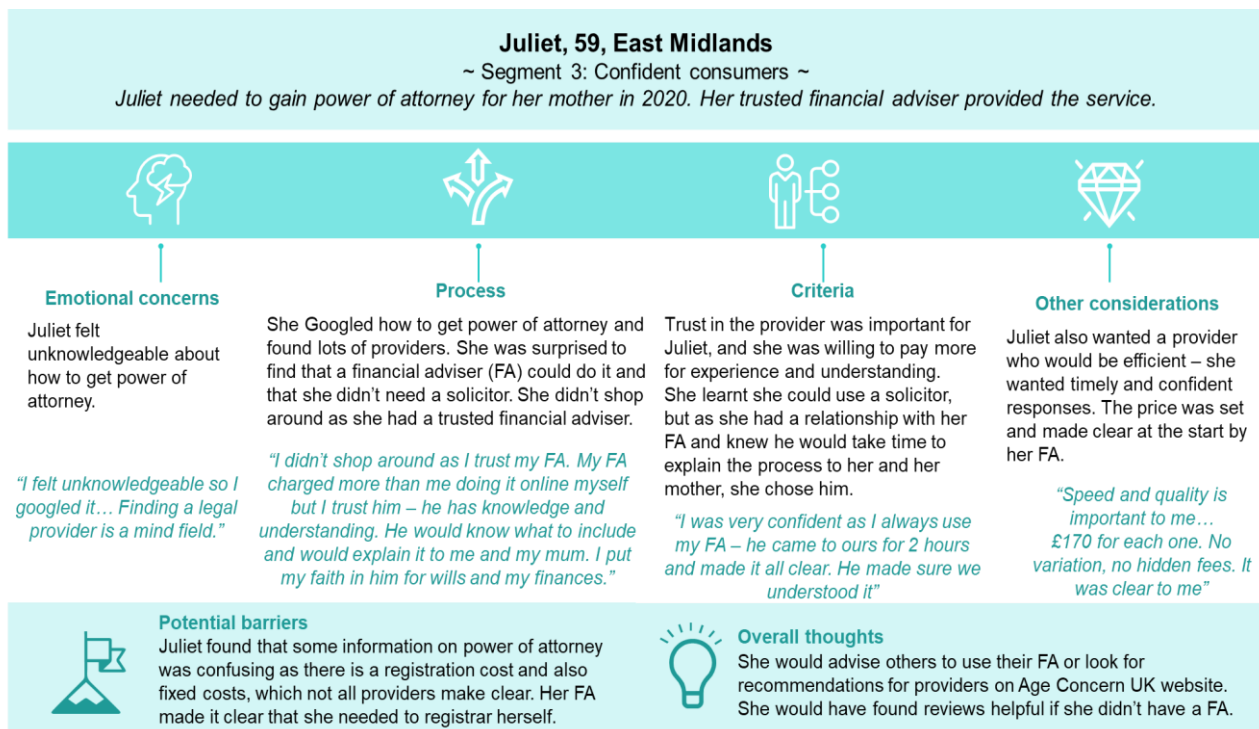 Juliet, 59, East Midlands
~ Segment 3: Confident consumers ~
Juliet needed to gain power of attorney for her mother in 2020. Her trusted financial adviser provided the service.
Emotional concerns
Juliet felt
unknowledgeable about
how to get power of
attorney.
“I felt unknowledgeable so I
googled it… Finding a legal
provider is a mind field.”
Process
She Googled how to get power of attorney and
found lots of providers. She was surprised to
find that a financial adviser (FA) could do it and
that she didn’t need a solicitor. She didn’t shop
around as she had a trusted financial adviser.
“I didn’t shop around as I trust my FA. My FA
charged more than me doing it online myself
but I trust him – he has knowledge and
understanding. He would know what to include
and would explain it to me and my mum. I put
my faith in him for wills and my finances.”
Criteria
Trust in the provider was important for
Juliet, and she was willing to pay more
for experience and understanding.
She learnt she could use a solicitor,
but as she had a relationship with her
FA and knew he would take time to
explain the process to her and her
mother, she chose him.
“I was very confident as I always use
my FA – he came to ours for 2 hours
and made it all clear. He made sure we
understood it”
Other considerations
Juliet also wanted a provider
who would be efficient – she
wanted timely and confident
responses. The price was set
and made clear at the start by
her FA.
“Speed and quality is
important to me…
£170 for each one. No
variation, no hidden fees. It
was clear to me”
Potential barriers
Juliet found that some information on power of attorney
was confusing as there is a registration cost and also
fixed costs, which not all providers make clear. Her FA
made it clear that she needed to registrar herself.
Overall thoughts
She would advise others to use their FA or look for
recommendations for providers on Age Concern UK website.
She would have found reviews helpful if she didn’t have a FA.